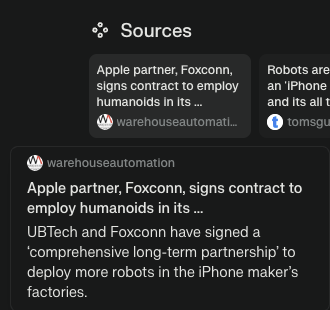 Sources
Apple partner, Foxconn,
signs contract to employ
humanoids in its ...
warehouseautomati...
Robots are
an 'iPhone
and its all t
tomsgu
warehouseautomation
Apple partner, Foxconn, signs contract to
employ humanoids in its ...
UBTech and Foxconn have signed a
‘comprehensive long-term partnership’ to
deploy more robots in the iPhone maker’s
factories.